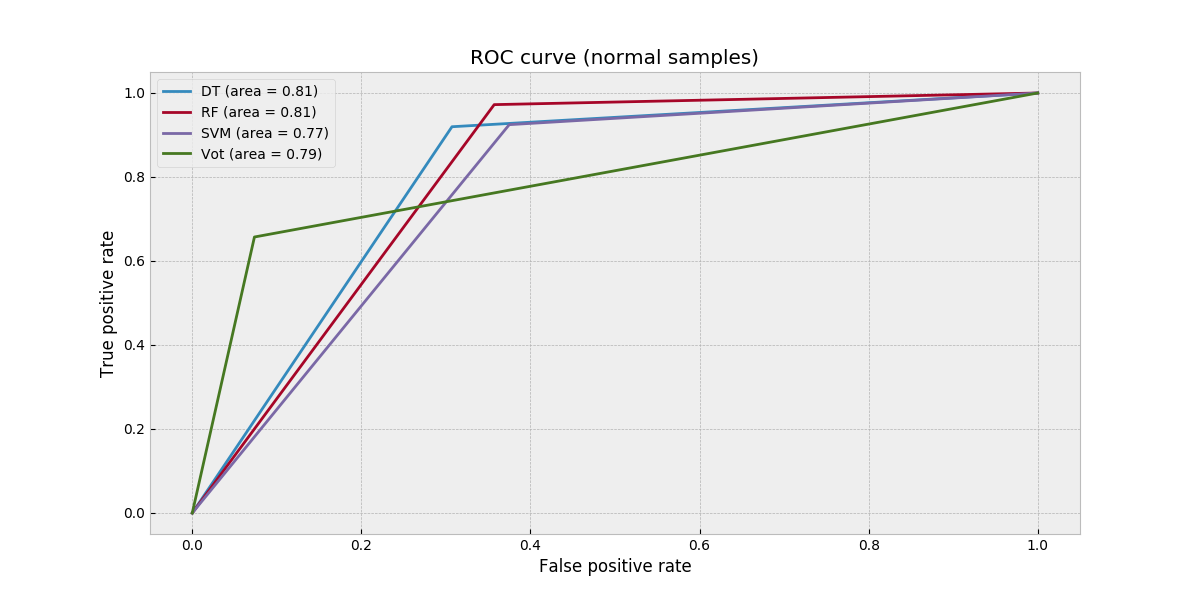 ROC curve (normal samples)
DT (area = 0.81)
RF (area = 0.81)
SVM (area = 0.77)
Vot (area = 0.79)
True positive rate
1.0
0.8
0.6
0.4
0.2
0.0
0.0 0.2 0.4 0.6 0.8 1.0
False positive rate